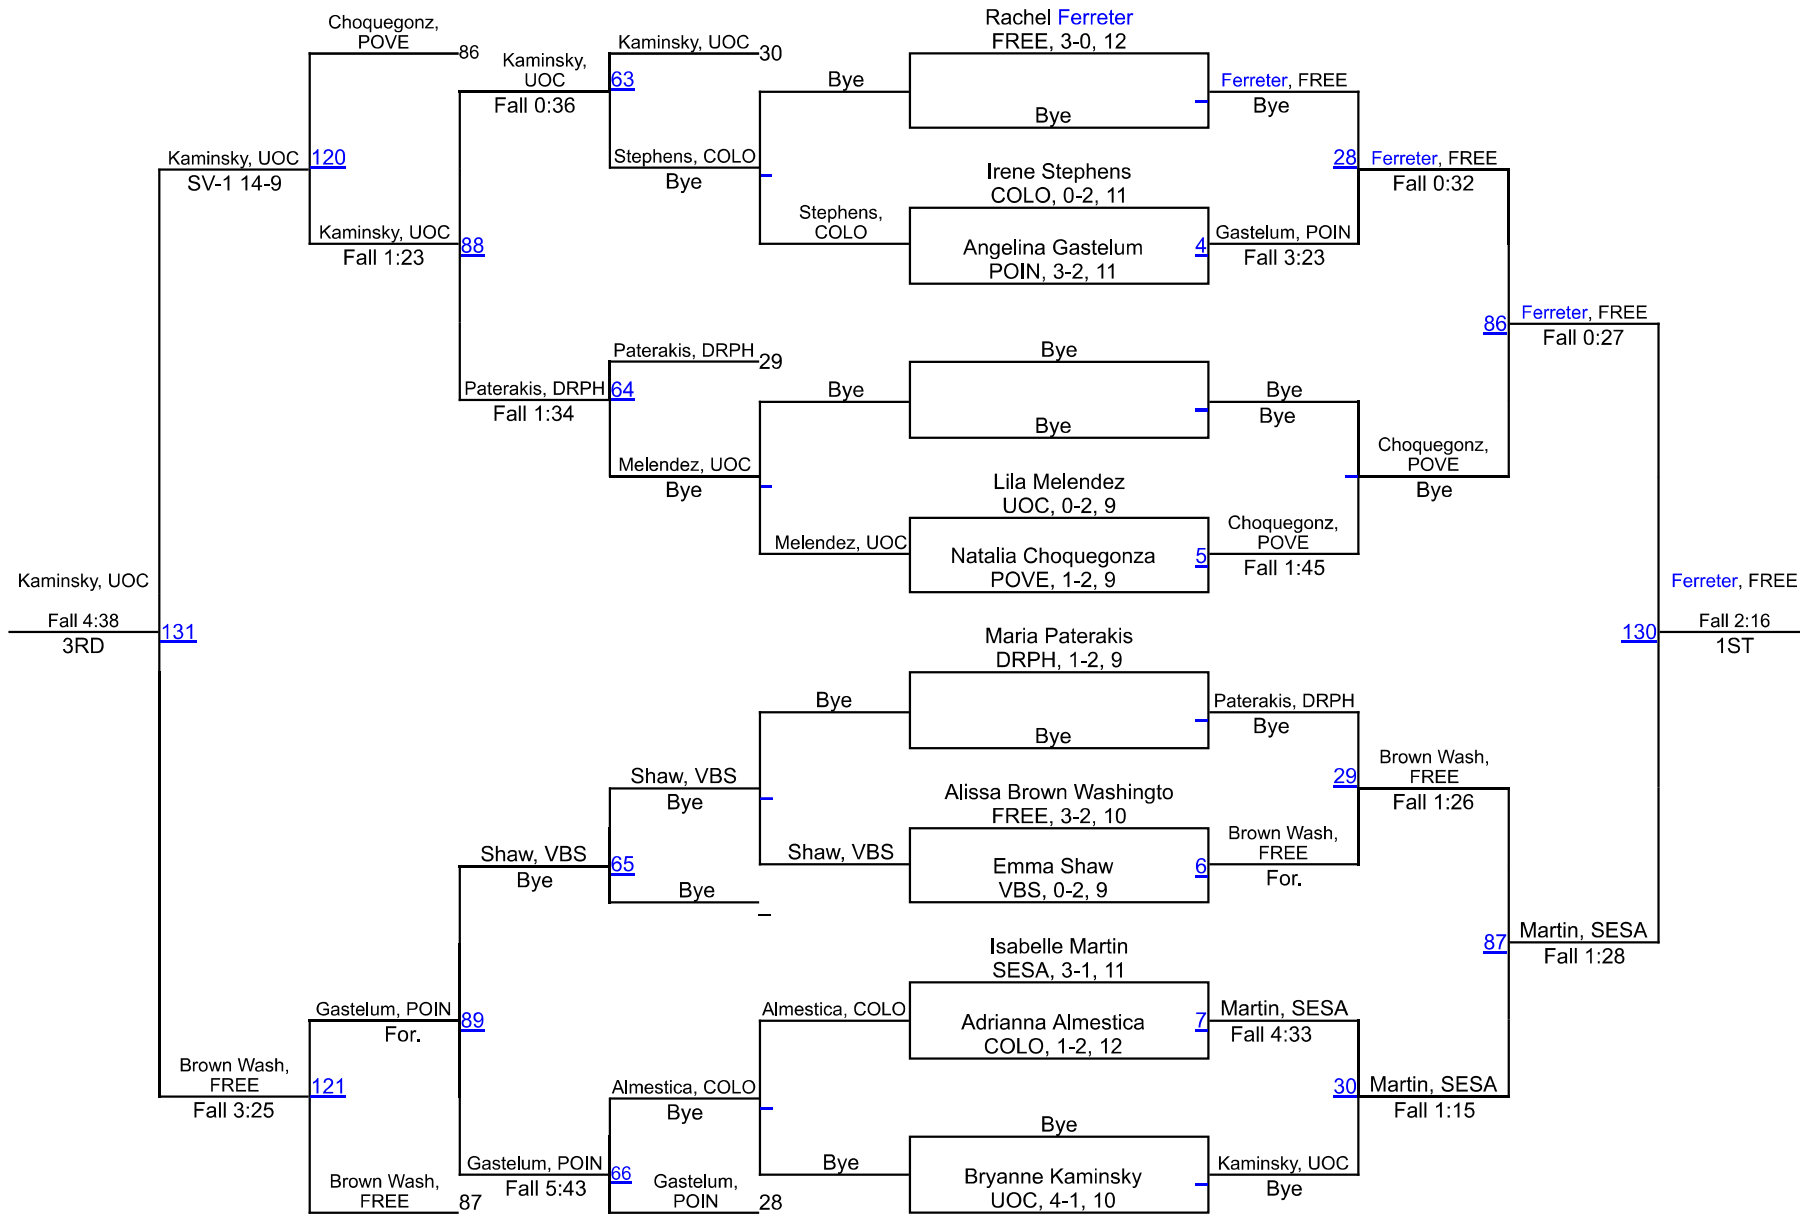 Choquegonz,
POVE
86
Kaminsky, UOC
SV-1 14-9
120
Kaminsky, UOC
Fall 1:23
88
Kaminsky,
UOC
Fall 0:36
63
Kaminsky, UOC
30
Stephens, COLO
Bye
Paterakis, DRPH
Fall 1:34
64
Paterakis, DRPH
29
Melendez, UOC
Bye
Kaminsky, UOC
Fall 4:38
3RD
131
Brown Wash,
FREE
Fall 3:25
121
Gastelum, POIN
For.
89
Brown Wash,
FREE
87
Shaw, VBS
Bye
65
Shaw, VBS
Bye
Bye
Gastelum, POIN
Fall 5:43
66
Almestica, COLO
Bye
Gastelum,
POIN
28
Bye
Stephens,
COLO
Bye
Melendez, UOC
Bye
Shaw, VBS
Almestica, COLO
Bye
Rachel Ferreter
FREE, 3-0, 12
Bye
Irene Stephens
COLO, 0-2, 11
Angelina Gastelum
POIN, 3-2, 11
4
Bye
Bye
Lila Melendez
UOC, 0-2, 9
Natalia Choquegonza
POVE, 1-2, 9
5
Maria Paterakis
DRPH, 1-2, 9
Bye
Alissa Brown Washingto
FREE, 3-2, 10
Emma Shaw
VBS, 0-2, 9
6
Isabelle Martin
SESA, 3-1, 11
Adrianna Almestica
COLO, 1-2, 12
7
Bye
Bryanne Kaminsky
UOC, 4-1, 10
Ferreter, FREE
Bye
28
Gastelum, POIN
Fall 3:23
Bye
Bye
Choquegonz,
POVE
Fall 1:45
Paterakis, DRPH
Bye
29
Brown Wash,
FREE
For.
Martin, SESA
Fall 4:33
30
Kaminsky, UOC
Bye
Ferreter, FREE
Fall 0:32
86
Choquegonz,
POVE
Bye
Brown Wash,
FREE
Fall 1:26
87
Martin, SESA
Fall 1:15
Ferreter, FREE
Fall 0:27
Martin, SESA
Fall 1:28
130
Ferreter, FREE
Fall 2:16
1ST